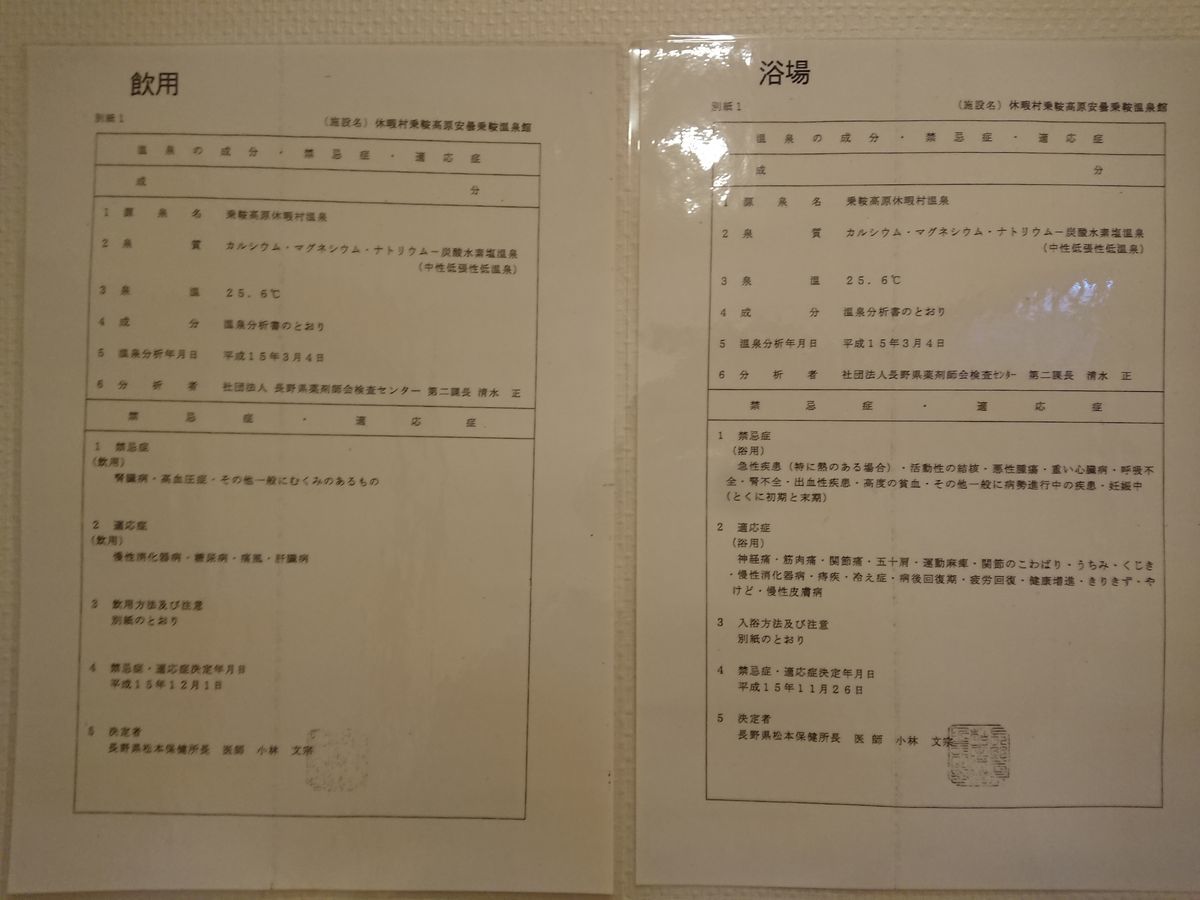 飲用
別紙1
（施設名）休暇村乗鞍高原安曇乗鞍温泉館
温泉の成分・禁忌症・適応症
成 分
1 源泉名 乗鞍高原休暇村温泉
2 泉質 カルシウム・マグネシウム・ナトリウムー炭酸水素塩温泉
（中性低張性低温泉）
3 泉温 25．6℃
4 成分 温泉分析書のとおり
5 温泉分析年月日 平成15年3月4日
6 分析者 社団法人 長野県薬剤師会検査センター 第二課長 清水 正
禁忌症・適応症
1 禁忌症
（飲用）
腎臓病・高血圧症・その他一般にむくみのあるもの
2 適応症
（飲用）
慢性消化器病・糖尿病・痛風・肝臓病
3 飲用方法及び注意
別紙のとおり
4 禁忌症・適応症決定年月日
平成15年12月1日
5 決定者
長野県松本保健所長 医師 小林 文宗
浴場
別紙1
（施設名）休暇村乗鞍高原安曇乗鞍温泉館
温泉の成分・禁忌症・適応症
成 分
1 源泉名 乗鞍高原休暇村温泉
2 泉質 カルシウム・マグネシウム・ナトリウムー炭酸水素塩温泉
（中性低張性低温泉）
3 泉温 25．6℃
4 成分 温泉分析書のとおり
5 温泉分析年月日 平成15年3月4日
6 分析者 社団法人長野県薬剤師会検査ｾﾝﾀｰ 第二課長 清水 正
禁忌症・適応症
1 禁忌症
（浴用）
急性疾患（特に熱のある場合）・活動性の結核・悪性腫瘍・重い心臓病・呼吸不
全・腎不全・出血性疾患・高度の貧血・その他一般に病勢進行中の疾患・妊娠中
（とくに初期と末期）
2 適応症
（浴用）
神経痛・筋肉痛・関節痛・五十肩・運動麻痺・関節のこわばり・うちみ・くじき
・慢性消化器病・痔疾・冷え症・病後回復期・疲労回復・健康増進・きりきず・や
けど・慢性皮膚病
3 入浴方法及び注意
別紙のとおり
4 禁忌症・適応症決定年月日
平成15年11月26日
5 決定者
長野県松本保健所長 医師 小林 文宗